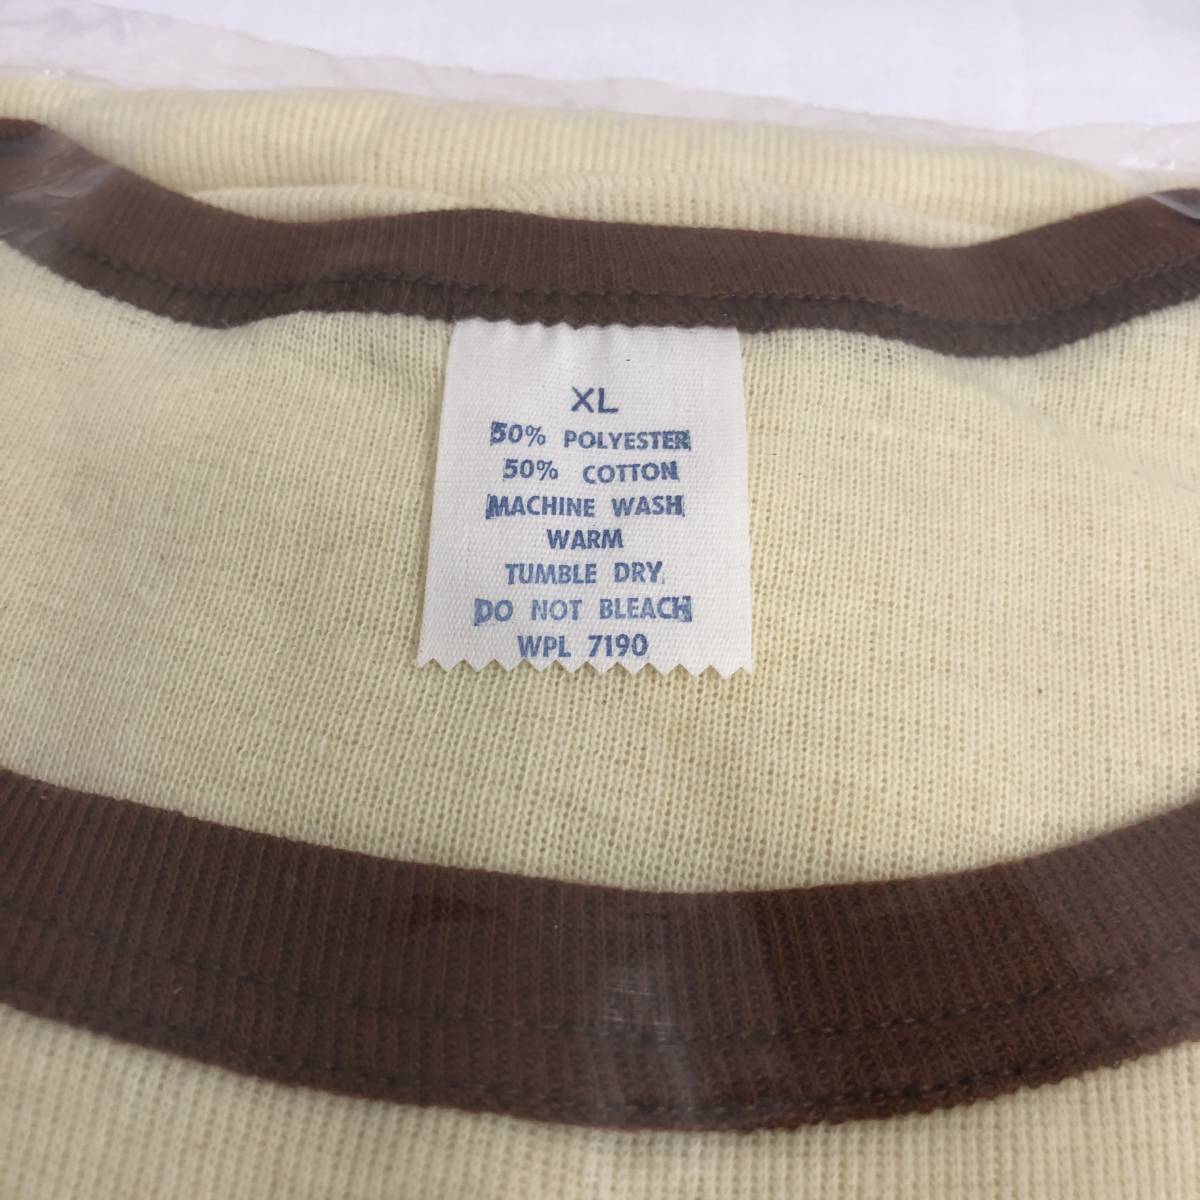 XL
50% POLYESTER
50% COTTON
MACHINE WASH
WARM
TUMBLE DRY
DO NOT BLEACH
WPL 7190